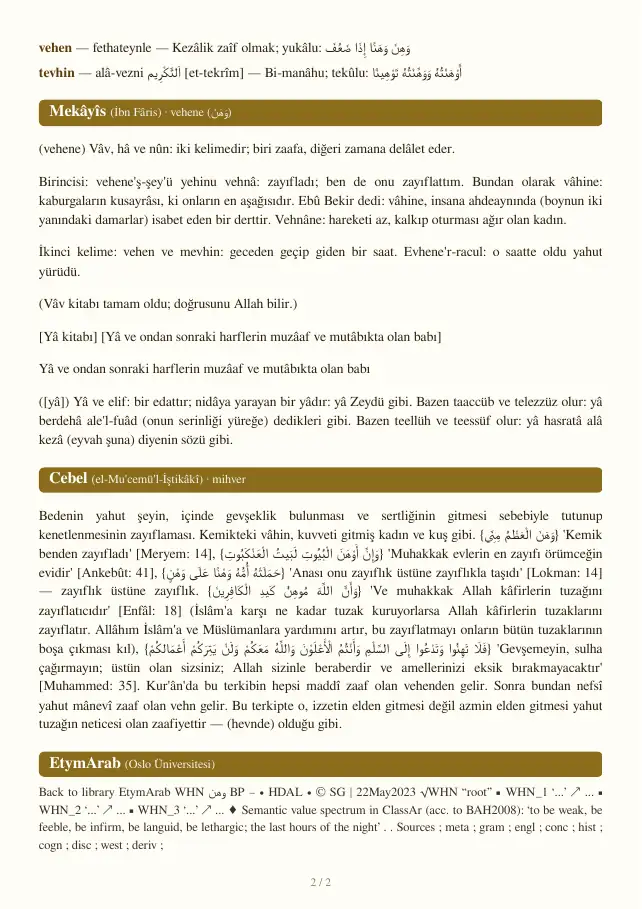 vehen — fethateynle — Kezâlik zaîf olmak; yukâlu: وَهِنَ وَهَنًا إِذَا ضَعُفَ
tevhin — alâ-vezni اَلتَّكْرِيم [et-tekrîm] — Bi-manâhu; tekûlu: أَوْهَنْتُهُ وَوَهَّنْتُهُ تَوْهِينًا
Mekâyîs (İbn Fâris) · vehene (وَهَنَ)
(vehene) Vâv, hâ ve nûn: iki kelimedir; biri zaafa, diğeri zamana delâlet eder.
Birincisi: vehene'ş-şey'ü yehinu vehnâ: zayıfladı; ben de onu zayıflattım. Bundan olarak vâhine:
kaburgaların kusayrâsı, ki onların en aşağısıdır. Ebû Bekir dedi: vâhine, insana ahdeaynında (boynun iki
yanındaki damarlar) isabet eden bir derttir. Vehnâne: hareketi az, kalkıp oturması ağır olan kadın.
İkinci kelime: vehen ve mevhin: geceden geçip giden bir saat. Evhene'r-racul: o saatte oldu yahut
yürüdü.
(Vâv kitabı tamam oldu; doğrusunu Allah bilir.)
[Yâ kitabı] [Yâ ve ondan sonraki harflerin muzâaf ve mutâbıkta olan babı]
Yâ ve ondan sonraki harflerin muzâaf ve mutâbıkta olan babı
([yâ]) Yâ ve elif: bir edattır; nidâya yarayan bir yâdır: yâ Zeydü gibi. Bazen taaccüb ve telezzüz olur: yâ
berdehâ ale'l-fuâd (onun serinliği yüreğe) dedikleri gibi. Bazen teellüh ve teessüf olur: yâ hasratâ alâ
kezâ (eyvah şuna) diyenin sözü gibi.
Cebel (el-Mu'cemü'l-İştikâkî) · mihver
Bedenin yahut şeyin, içinde gevşeklik bulunması ve sertliğinin gitmesi sebebiyle tutunup
kenetlenmesinin zayıflaması. Kemikteki vâhin, kuvveti gitmiş kadın ve kuş gibi. {وَهَنَ الْعَظْمُ مِنِّي} 'Kemik
benden zayıfladı' [Meryem: 14], {وَإِنَّ أَوْهَنَ الْبُيُوتِ لَبَيْتُ الْعَنْكَبُوتِ} 'Muhakkak evlerin en zayıfı örümceğin
evidir' [Ankebût: 41], {حَمَلَتْهُ أُمُّهُ وَهْنًا عَلَى وَهْنٍ} 'Anası onu zayıflık üstüne zayıflıkla taşıdı' [Lokman: 14]
— zayıflık üstüne zayıflık. {وَأَنَّ اللَّهَ مُوهِنُ كَيْدِ الْكَافِرِينَ} 'Ve muhakkak Allah kâfirlerin tuzağını
zayıflatıcıdır' [Enfâl: 18] (İslâm'a karşı ne kadar tuzak kuruyorlarsa Allah kâfirlerin tuzaklarını
zayıflatır. Allâhım İslâm'a ve Müslümanlara yardımını artır, bu zayıflatmayı onların bütün tuzaklarının
boşa çıkması kıl), {فَلَا تَهِنُوا وَتَدْعُوا إِلَى السَّلْمِ وَأَنْتُمُ الْأَعْلَوْنَ وَاللَّهُ مَعَكُمْ وَلَنْ يَتِرَكُمْ أَعْمَالَكُمْ} 'Gevşemeyin, sulha
çağırmayın; üstün olan sizsiniz; Allah sizinle beraberdir ve amellerinizi eksik bırakmayacaktır'
[Muhammed: 35]. Kur'ân'da bu terkibin hepsi maddî zaaf olan vehenden gelir. Sonra bundan nefsî
yahut mânevî zaaf olan vehn gelir. Bu terkipte o, izzetin elden gitmesi değil azmin elden gitmesi yahut
tuzağın neticesi olan zaafiyettir — (hevnde) olduğu gibi.
EtymArab (Oslo Üniversitesi)
Back to library EtymArab WHN وهن BP – • HDAL • © SG | 22May2023 √WHN “root” ▪ WHN_1 ‘...’ ↗ ... ▪
WHN_2 ‘...’ ↗ ... ▪ WHN_3 ‘...’ ↗ ... ♦ Semantic value spectrum in ClassAr (acc. to BAH2008): ‘to be weak, be
feeble, be infirm, be languid, be lethargic; the last hours of the night’ . . Sources ; meta ; gram ; engl ; conc ; hist ;
cogn ; disc ; west ; deriv ;
2 / 2